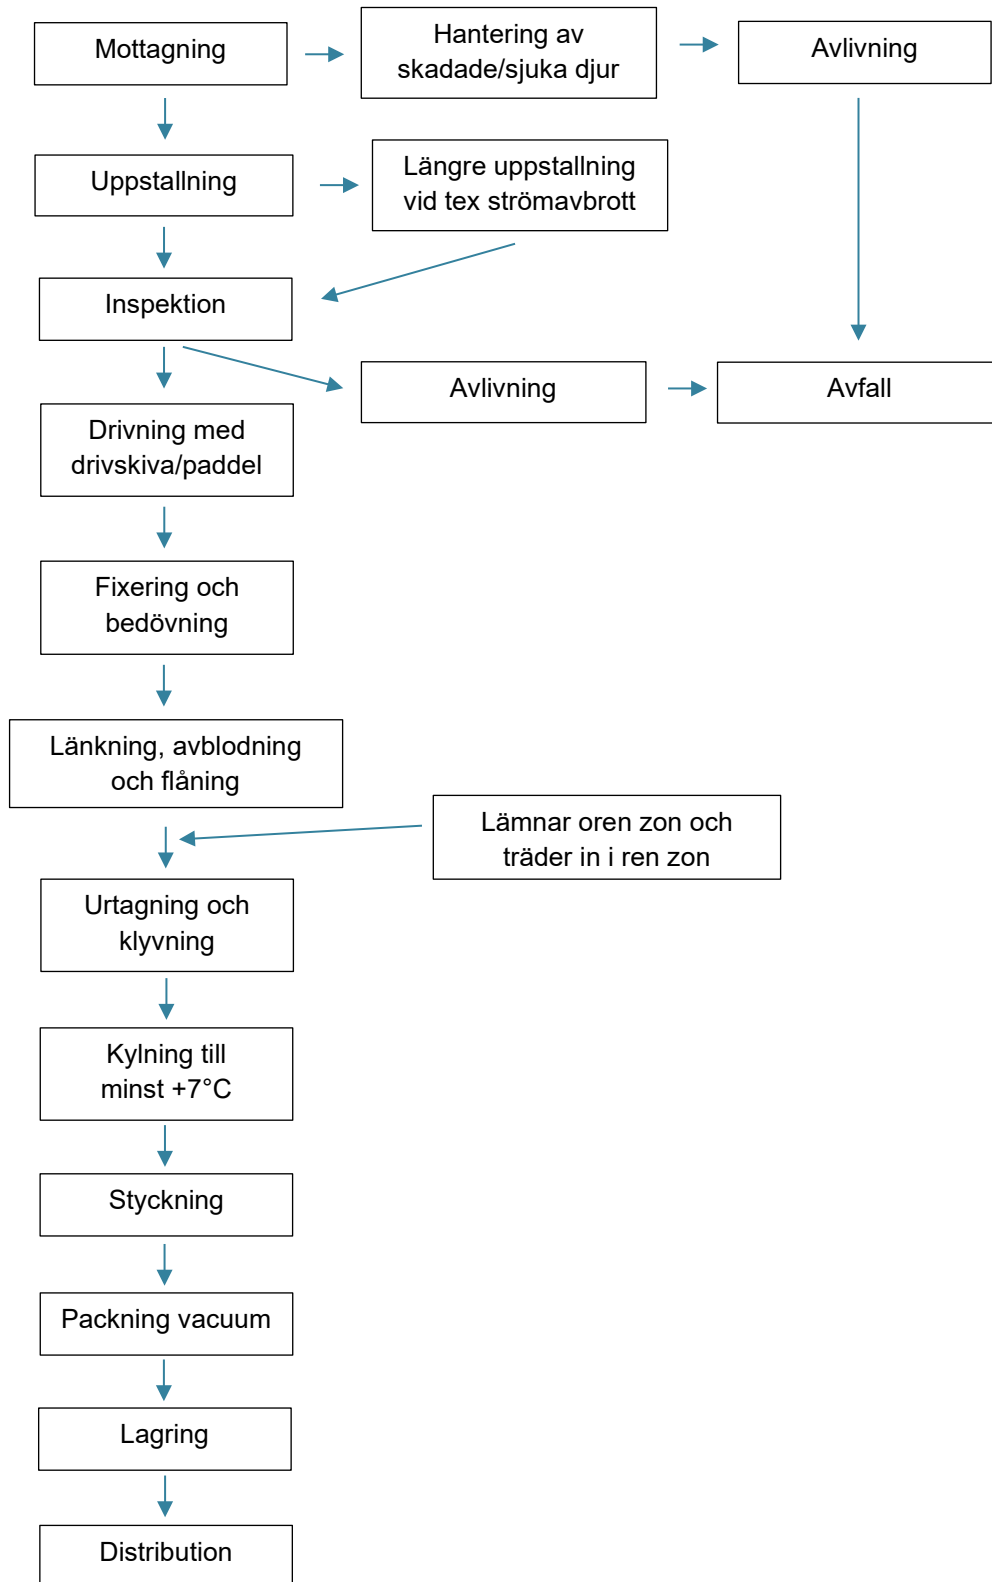 Mottagning
Hantering av
skadade/sjuka djur
Avlivning
Uppstallning
Längre uppstallning
vid tex strömavbrott
Inspektion
Avlivning
Avfall
Drivning med
drivskiva/paddel
Fixering och
bedövning
Länkning, avblodning
och flåning
Lämnar oren zon och
träder in i ren zon
Urtagning och
klyvning
Kylning till
minst +7°C
Styckning
Packning vacuum
Lagring
Distribution